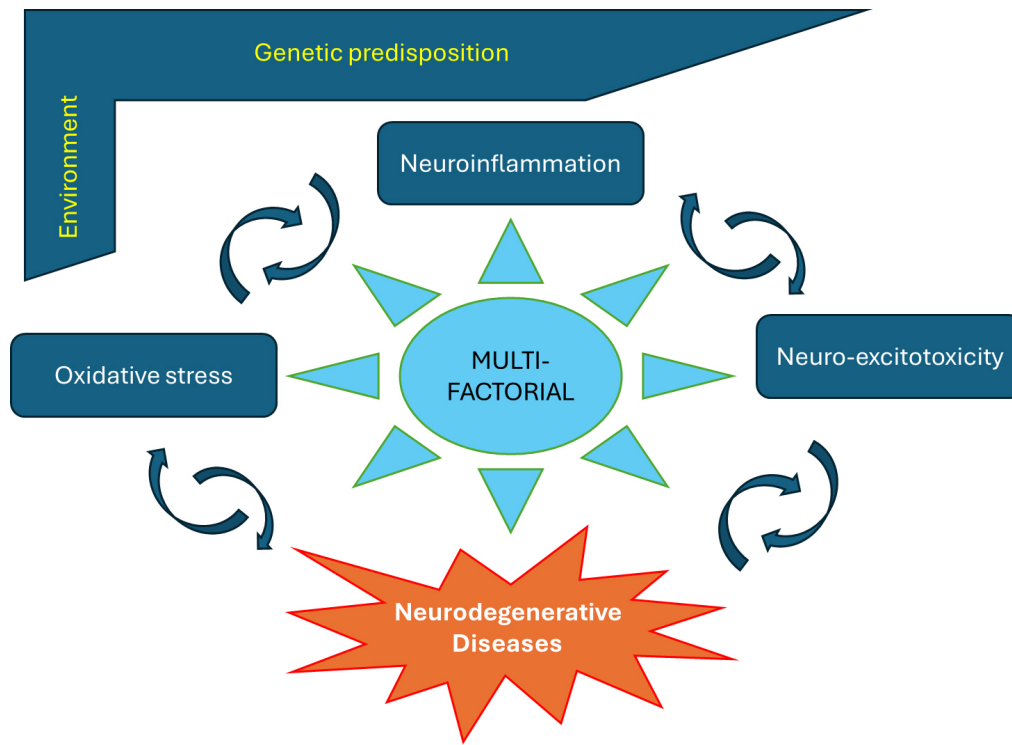 Genetic predisposition
Environment
Neuroinflammation
Oxidative stress
MULTI-
FACTORIAL
Neuro-excitotoxicity
Neurodegenerative
Diseases